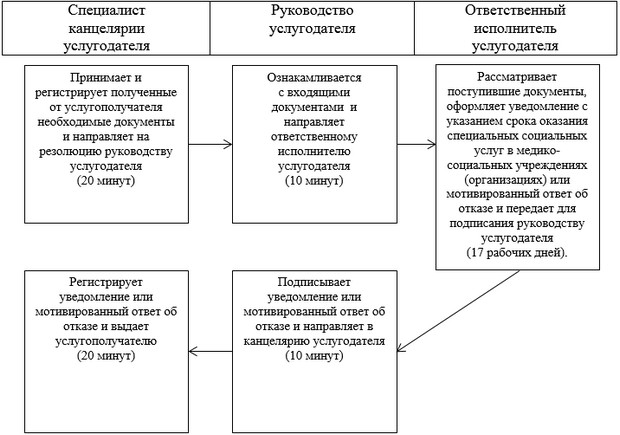 Специалист
канцелярии
услугодателя
Руководство
услугодателя
Ответственный
исполнитель
услугодателя
Принимает и
регистрирует полученные
от услугополучателя
необходимые документы
и направляет на
резолюцию руководству
услугодателя
(20 минут)
Ознакамливается
с входящими
документами и
направляет
ответственному
исполнителю
услугодателя
(10 минут)
Рассматривает
поступившие документы,
оформляет уведомление с
указанием срока оказания
специальных социальных
услуг в медико-
социальных учреждениях
(организациях) или
мотивированный ответ об
отказе и передает для
подписания руководству
услугодателя
(17 рабочих дней).
Регистрирует
уведомление или
мотивированный ответ об
отказе и выдает
услугополучателю
(20 минут)
Подписывает
уведомление или
мотивированный ответ об
отказе и направляет в
канцелярию услугодателя
(10 минут)